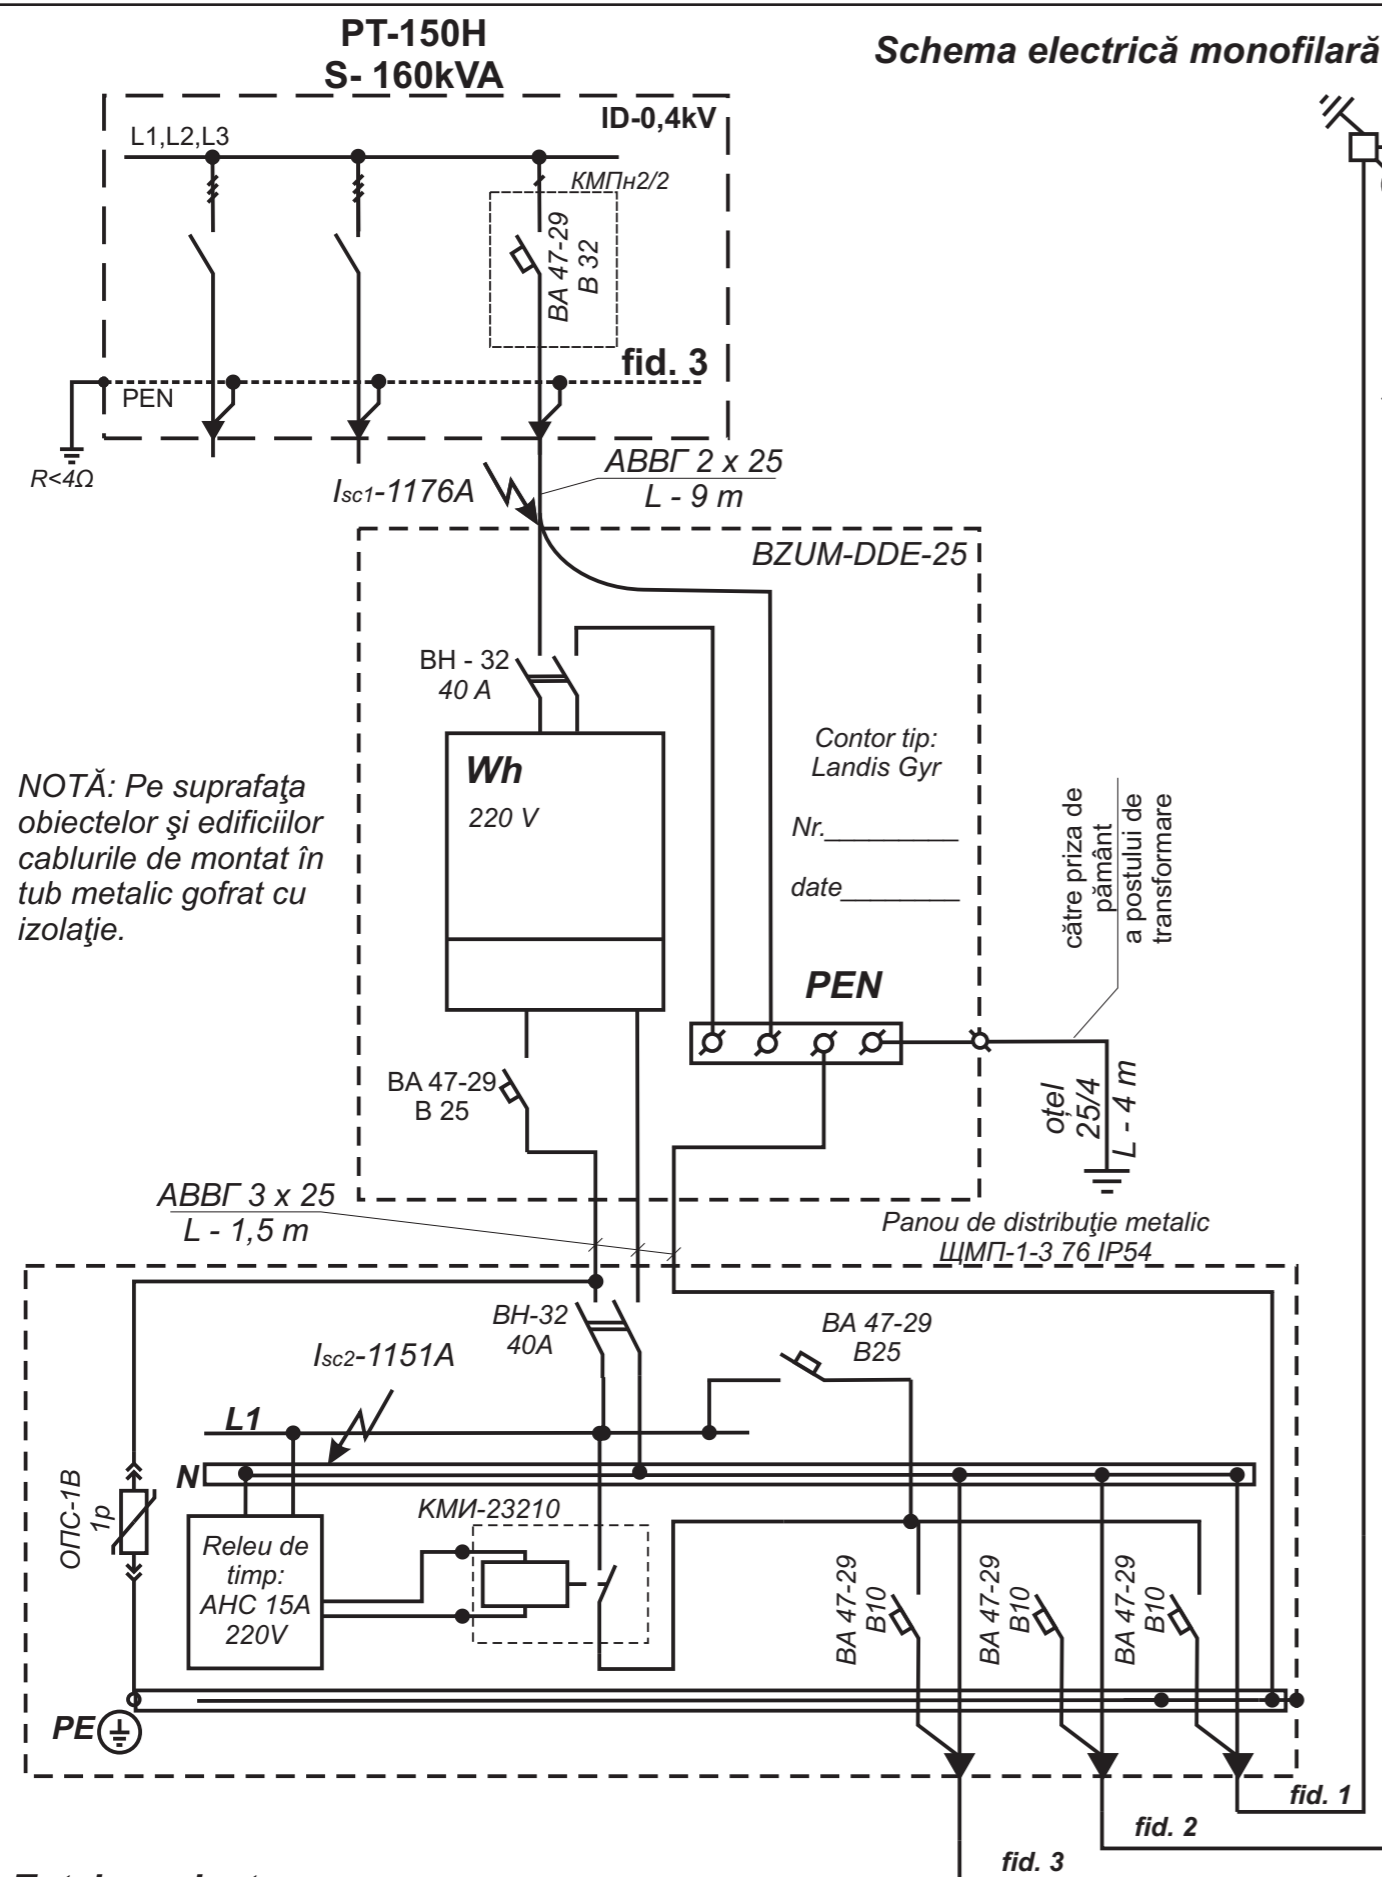 PT-150H
S- 160kVA
Schema electrică monofilară
ID-0,4kV
L1,L2,L3
КМПн2/2
ВА 47-29
В 32
fid. 3
PEN
R<4Ω
Isc1-1176A
АВВГ 2 x 25
L - 9 m
BZUM-DDE-25
ВН - 32
40 A
Wh
220 V
Contor tip:
Landis Gyr
Nr.
date
NOTĂ: Pe suprafaţa
obiectelor şi edificiilor
cablurile de montat în
tub metalic gofrat cu
izolaţie.
către priza de
pământ
a postului de
transformare
PEN
ВА 47-29
В 25
oțel
25/4
L - 4 m
АВВГ 3 x 25
L - 1,5 m
Panou de distribuţie metalic
ЩМП-1-3 76 IP54
ВН-32
40A
ВА 47-29
В25
Isc2-1151A
L1
N
ОПС-1В
1р
КМИ-23210
Releu de
timp:
AHC 15A
220V
ВА 47-29
В10
ВА 47-29
В10
ВА 47-29
В10
PE
fid. 1
fid. 2
fid. 3